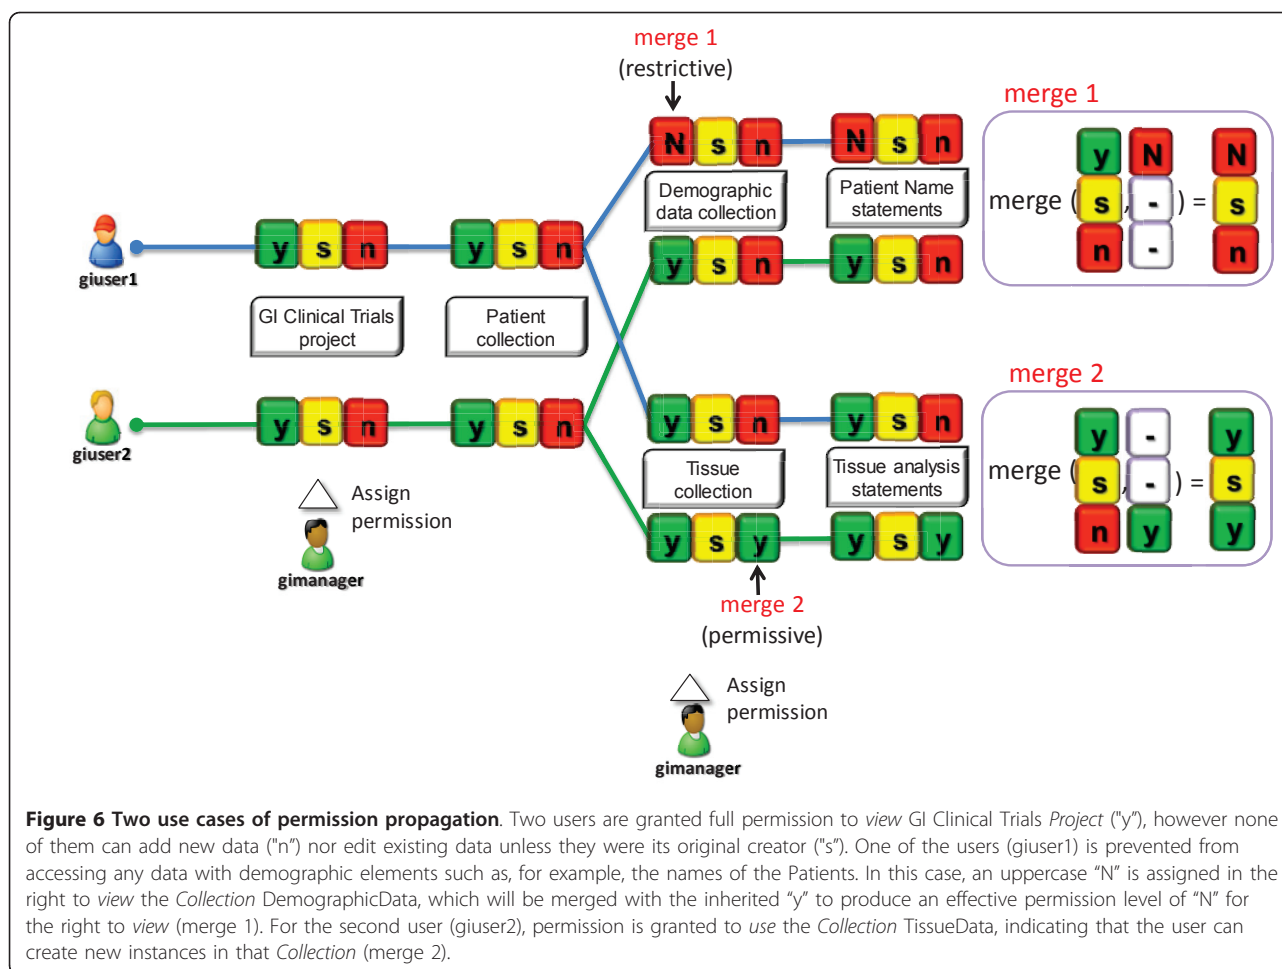 merge 1
(restrictive)
N s n
N s n
Demographic
data collection
Patient Name
statements
giuser1
y s n
y s n
y s n
y s n
GI Clinical Trials
project
Patient
collection
giuser2
y s n
y s n
y s n
y s n
Tissue
collection
Tissue analysis
statements
y s y
y s y
Assign
permission
gimanager
merge 2
(permissive)
Assign
permission
gimanager
merge 1
y N N
merge ( s , - ) = s
n - n
merge 2
y - y
merge ( s , - ) = s
n y y
Figure 6 Two use cases of permission propagation. Two users are granted full permission to view GI Clinical Trials Project ("y"), however none
of them can add new data ("n") nor edit existing data unless they were its original creator ("s"). One of the users (giuser1) is prevented from
accessing any data with demographic elements such as, for example, the names of the Patients. In this case, an uppercase “N” is assigned in the
right to view the Collection DemographicData, which will be merged with the inherited “y” to produce an effective permission level of “N” for
the right to view (merge 1). For the second user (giuser2), permission is granted to use the Collection TissueData, indicating that the user can
create new instances in that Collection (merge 2).